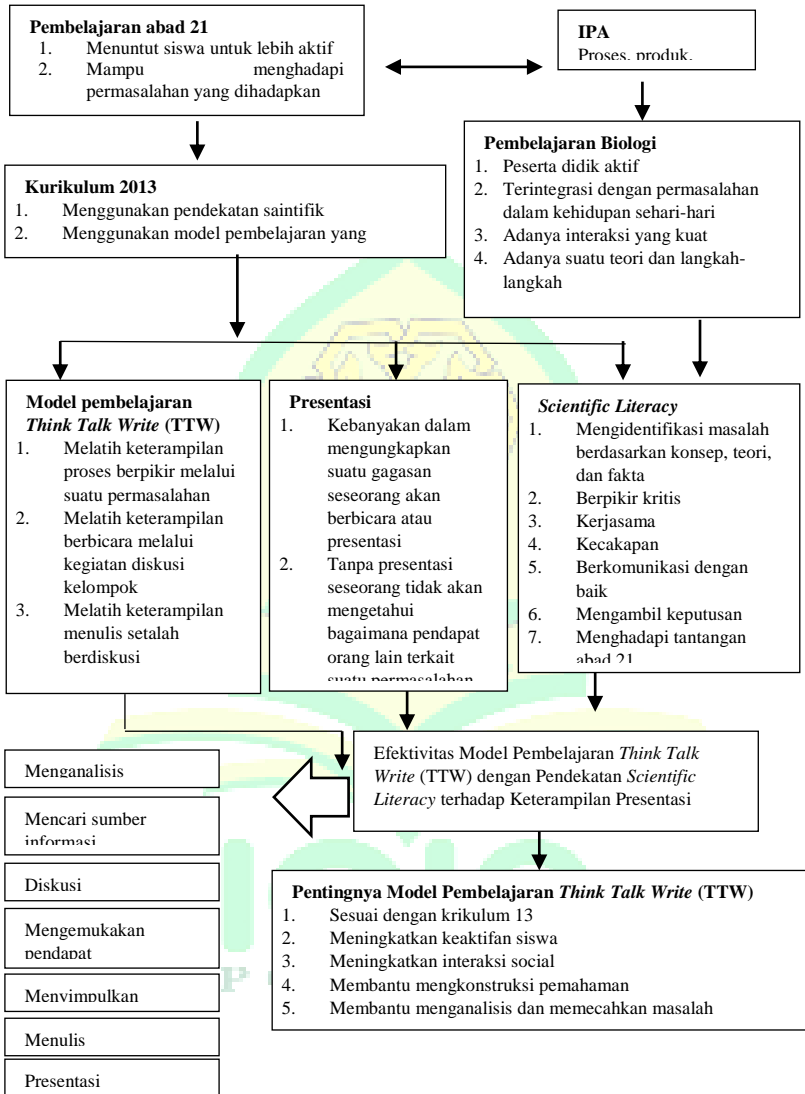 Pembelajaran abad 21
1. Menuntut siswa untuk lebih aktif
2. Mampu menghadapi
permasalahan yang dihadapkan
IPA
Proses, produk,
Kurikulum 2013
1. Menggunakan pendekatan saintifik
2. Menggunakan model pembelajaran yang
Pembelajaran Biologi
1. Peserta didik aktif
2. Terintegrasi dengan permasalahan
dalam kehidupan sehari-hari
3. Adanya interaksi yang kuat
4. Adanya suatu teori dan langkah-
langkah
Model pembelajaran
Think Talk Write (TTW)
1. Melatih keterampilan
proses berpikir melalui
suatu permasalahan
2. Melatih keterampilan
berbicara melalui
kegiatan diskusi
kelompok
3. Melatih keterampilan
menulis setalah
berdiskusi
Presentasi
1. Kebanyakan dalam
mengungkapkan
suatu gagasan
seseorang akan
berbicara atau
presentasi
2. Tanpa presentasi
seseorang tidak akan
mengetahui
bagaimana pendapat
orang lain terkait
suatu permasalahan
Scientific Literacy
1. Mengidentifikasi masalah
berdasarkan konsep, teori,
dan fakta
2. Berpikir kritis
3. Kerjasama
4. Kecakapan
5. Berkomunikasi dengan
baik
6. Mengambil keputusan
7. Menghadapi tantangan
abad 21
Efektivitas Model Pembelajaran Think Talk
Write (TTW) dengan Pendekatan Scientific
Literacy terhadap Keterampilan Presentasi
Menganalisis
Mencari sumber
informasi
Diskusi
Mengemukakan
pendapat
Menyimpulkan
Menulis
Presentasi
Pentingnya Model Pembelajaran Think Talk Write (TTW)
1. Sesuai dengan krikulum 13
2. Meningkatkan keaktifan siswa
3. Meningkatkan interaksi social
4. Membantu mengkonstruksi pemahaman
5. Membantu menganalisis dan memecahkan masalah